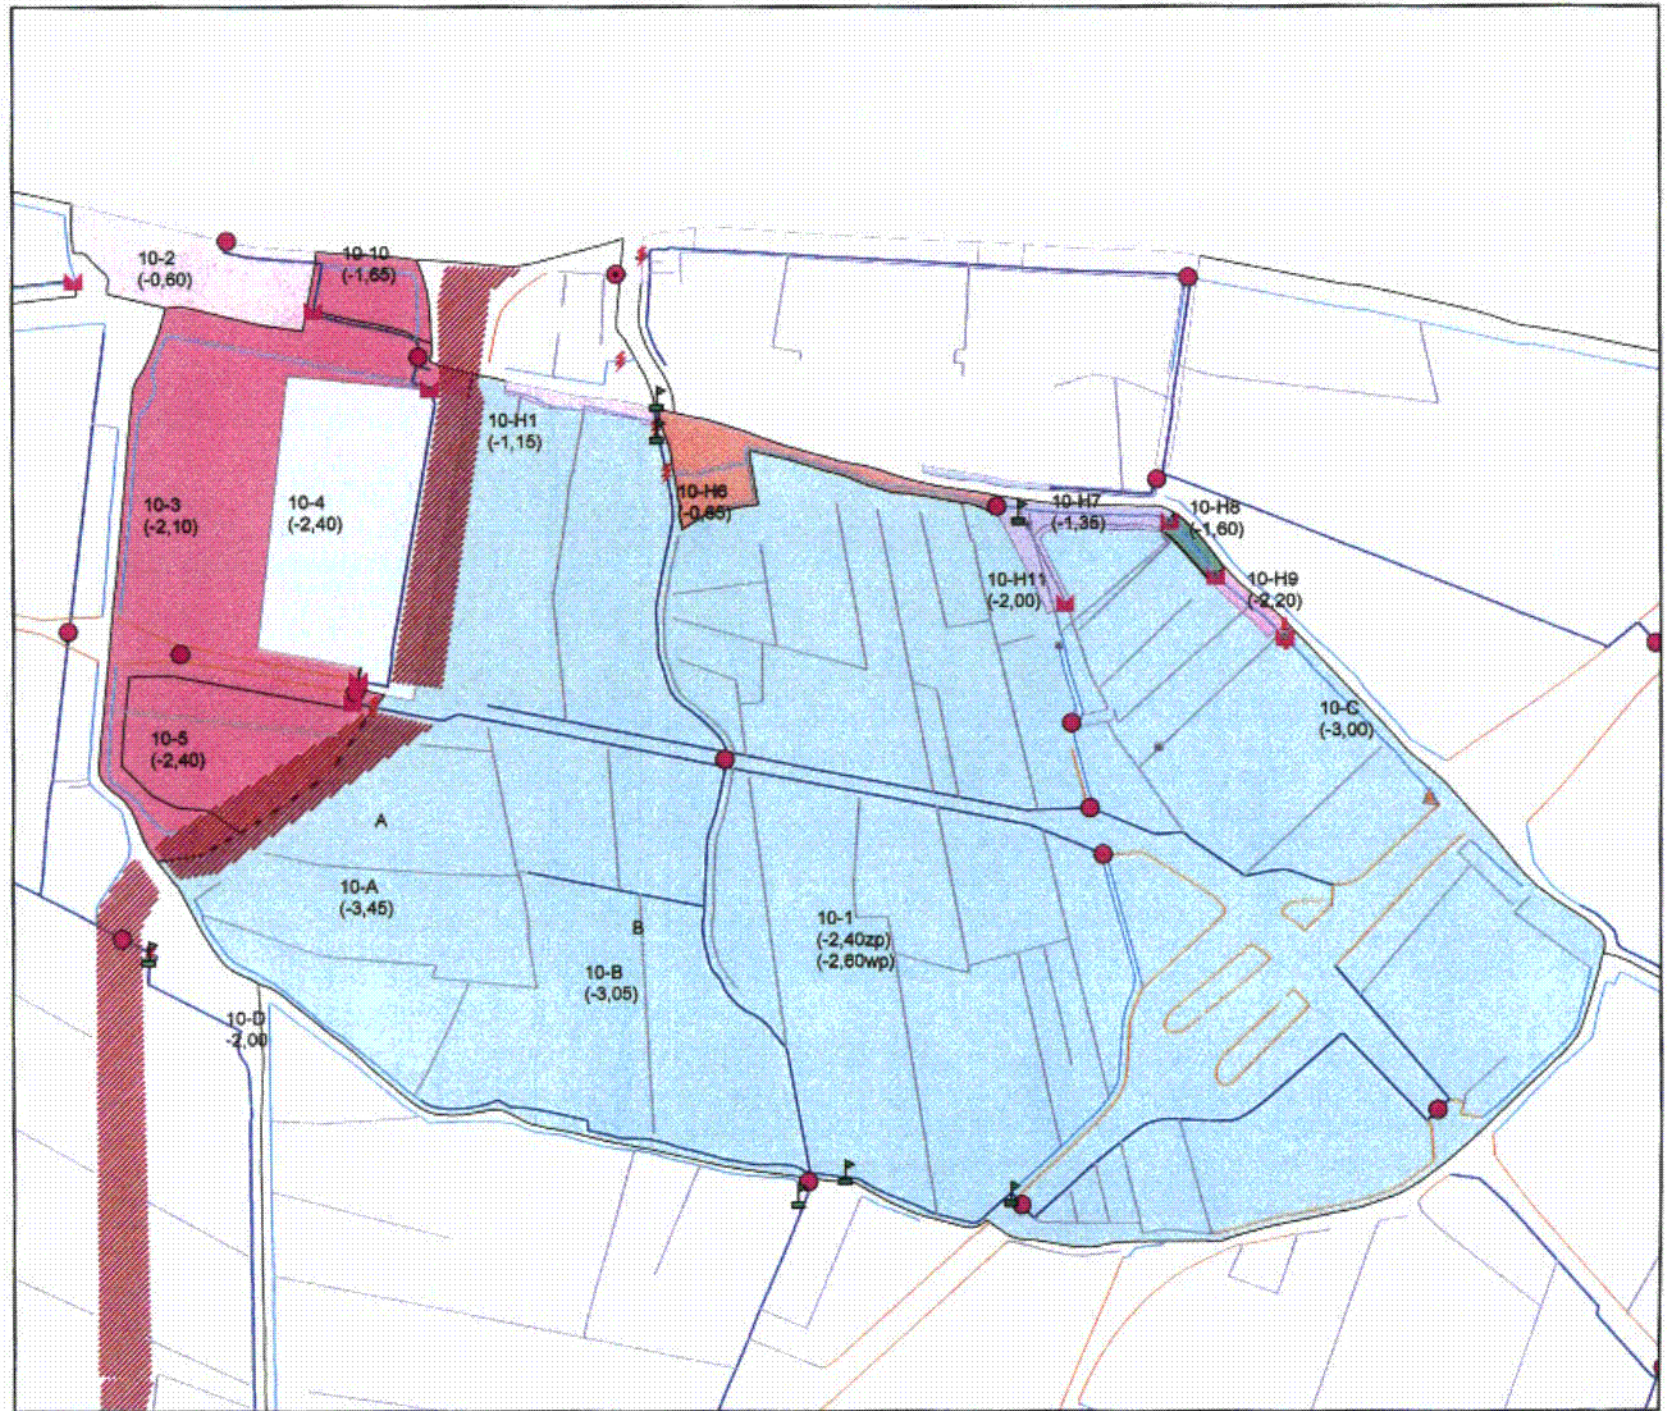 10-2
(-0,60)
10-10
(-1,65)
10-H1
(-1,15)
10-3
(-2,10)
10-4
(-2,40)
10-H6
(-0,65)
10-H7
(-1,35)
10-H8
(-1,60)
10-H11
(-2,00)
10-H9
(-2,20)
10-C
(-3,00)
10-5
(-2,40)
A
10-A
(-3,45)
B
10-1
(-2,40zp)
(-2,60wp)
10-B
(-3,05)
10-D
-2,00